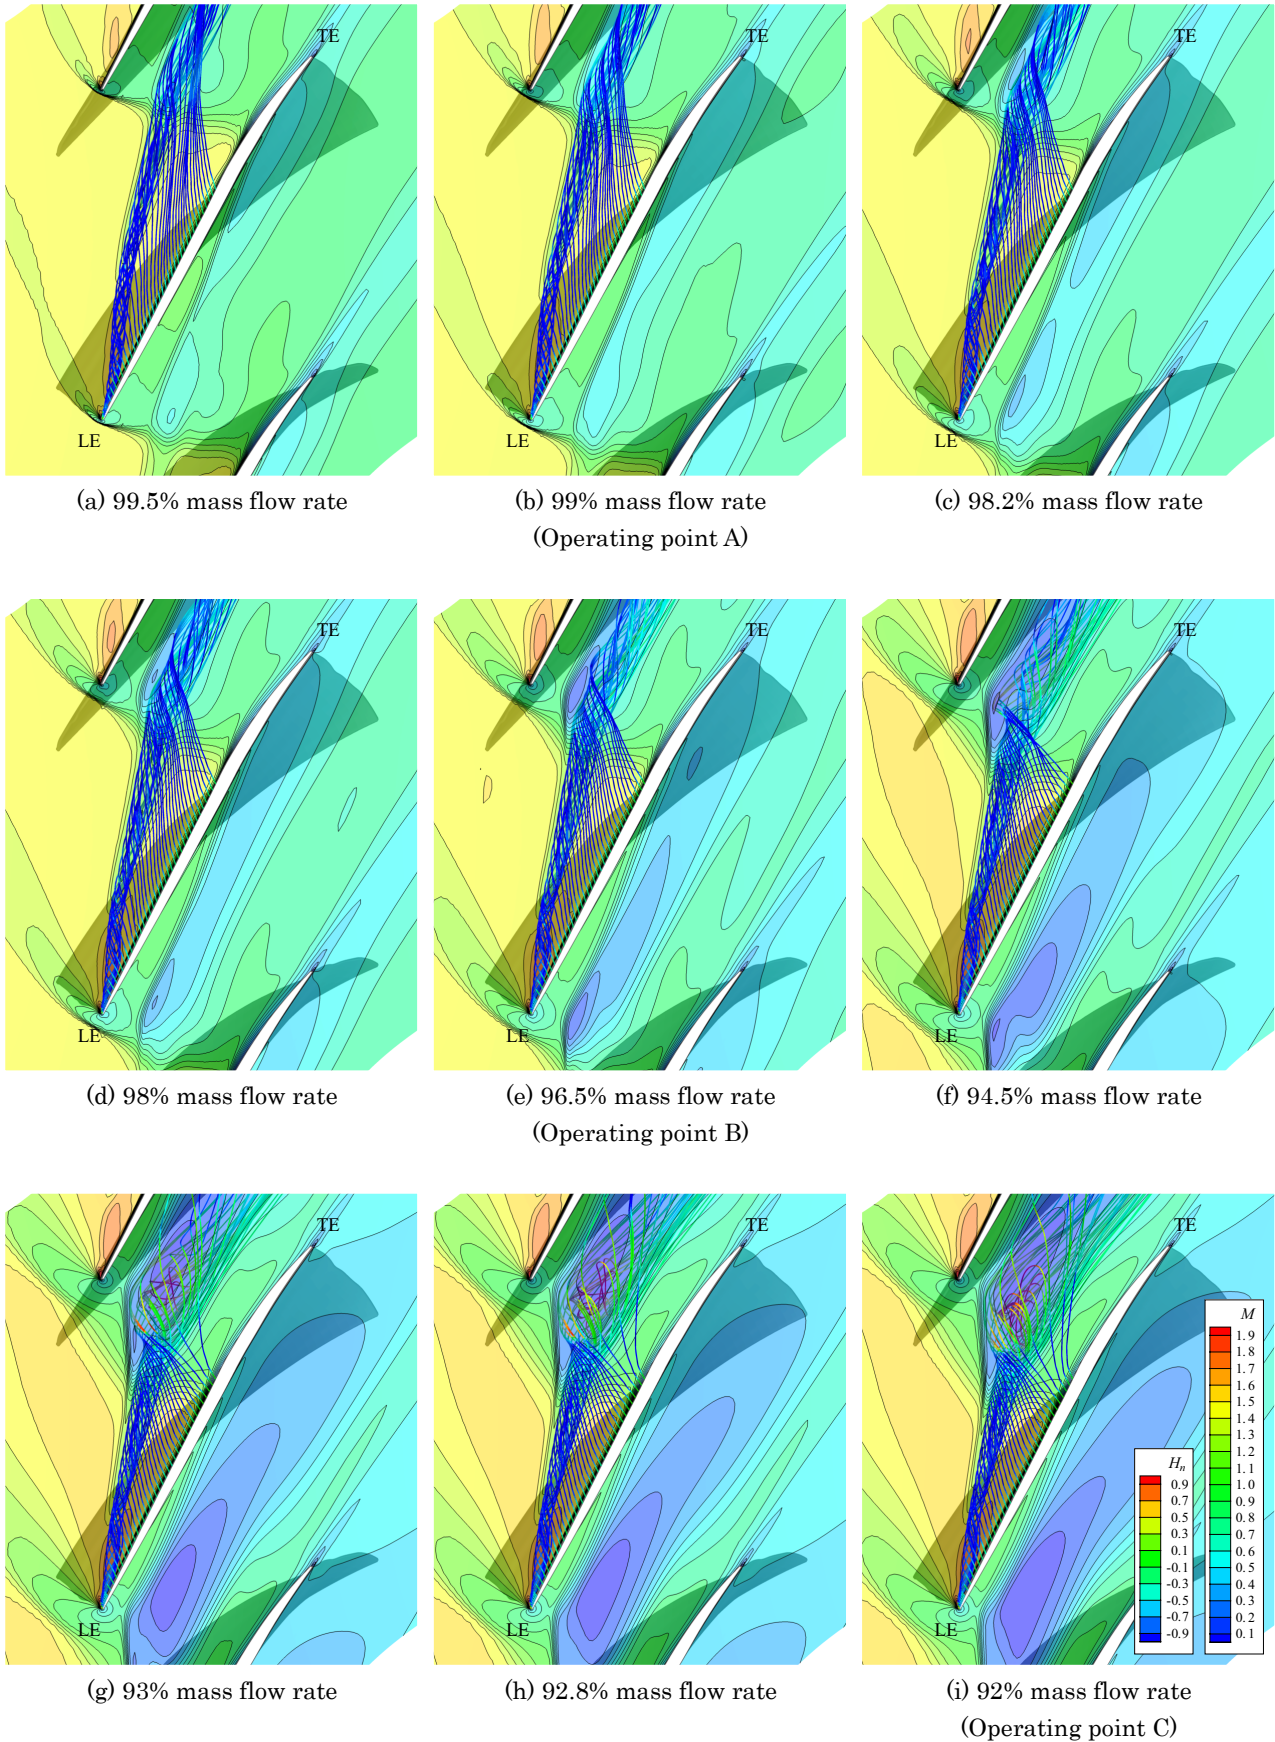 TE
TE
TE
LE
LE
LE
(a) 99.5% mass flow rate
(b) 99% mass flow rate
(Operating point A)
(c) 98.2% mass flow rate
TE
TE
TE
LE
LE
LE
(d) 98% mass flow rate
(e) 96.5% mass flow rate
(Operating point B)
(f) 94.5% mass flow rate
TE
TE
TE
LE
LE
LE
H_n
0.9
0.7
0.5
0.3
0.1
-0.1
-0.3
-0.5
-0.7
-0.9
M
1.9
1.8
1.7
1.6
1.5
1.4
1.3
1.2
1.1
1.0
0.9
0.8
0.7
0.6
0.5
0.4
0.3
0.2
0.1
(g) 93% mass flow rate
(h) 92.8% mass flow rate
(i) 92% mass flow rate
(Operating point C)